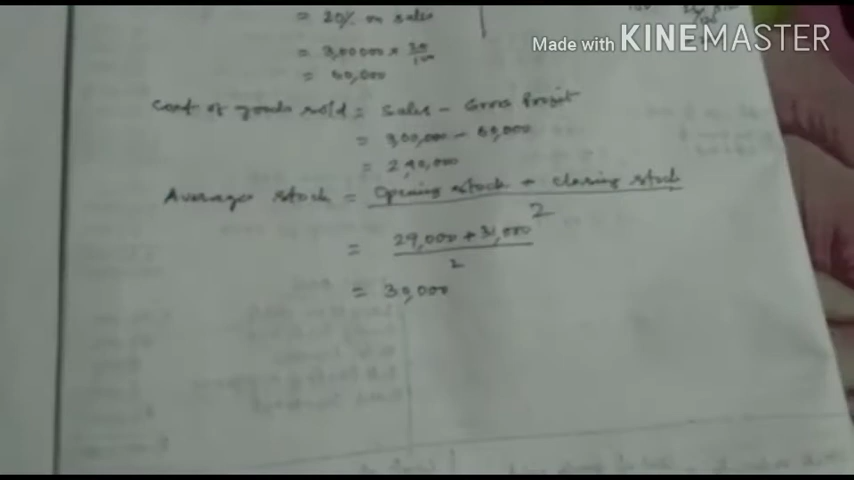 = 20% on sales
Made with KINEMASTER
= 3,00,000 × 20/100
= 60,000
Cost of goods sold = Sales - Gross Profit
= 300,000 - 60,000
= 2,40,000
Average stock = Opening stock + closing stock
2
= 29,000 + 31,000
2
= 30,000